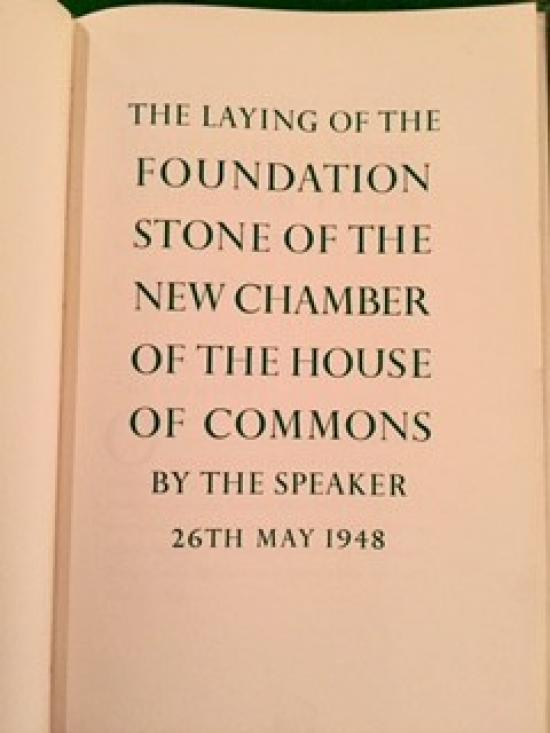 THE LAYING OF THE
FOUNDATION
STONE OF THE
NEW CHAMBER
OF THE HOUSE
OF COMMONS
BY THE SPEAKER
26TH MAY 1948